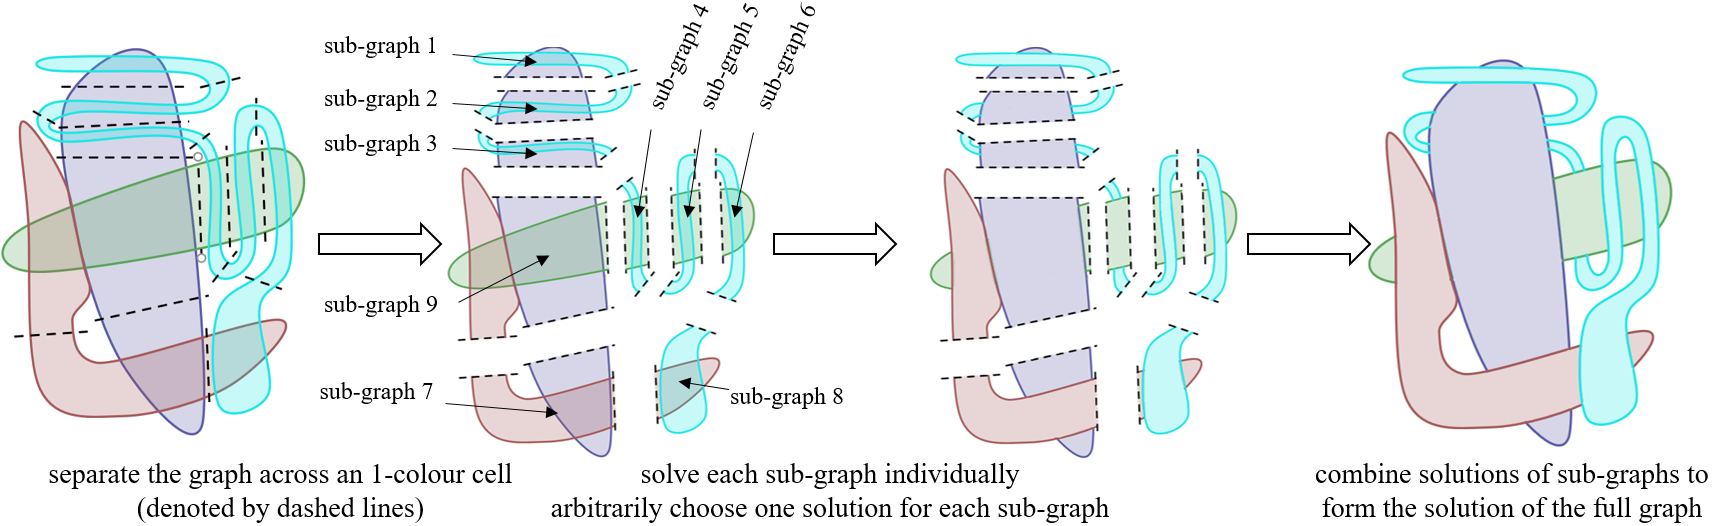 sub-graph 1
sub-graph 2
sub-graph 3
sub-graph 4
sub-graph 5
sub-graph 6
sub-graph 9
sub-graph 7
sub-graph 8
separate the graph across an 1-colour cell
(denoted by dashed lines)
solve each sub-graph individually
arbitrarily choose one solution for each sub-graph
combine solutions of sub-graphs to
form the solution of the full graph